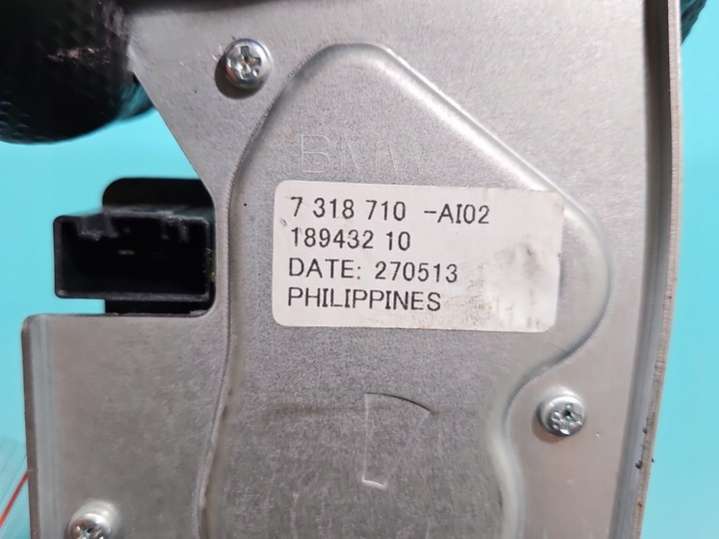 BMW
7 318 710 -AI02
189432 10
DATE: 270513
PHILIPPINES